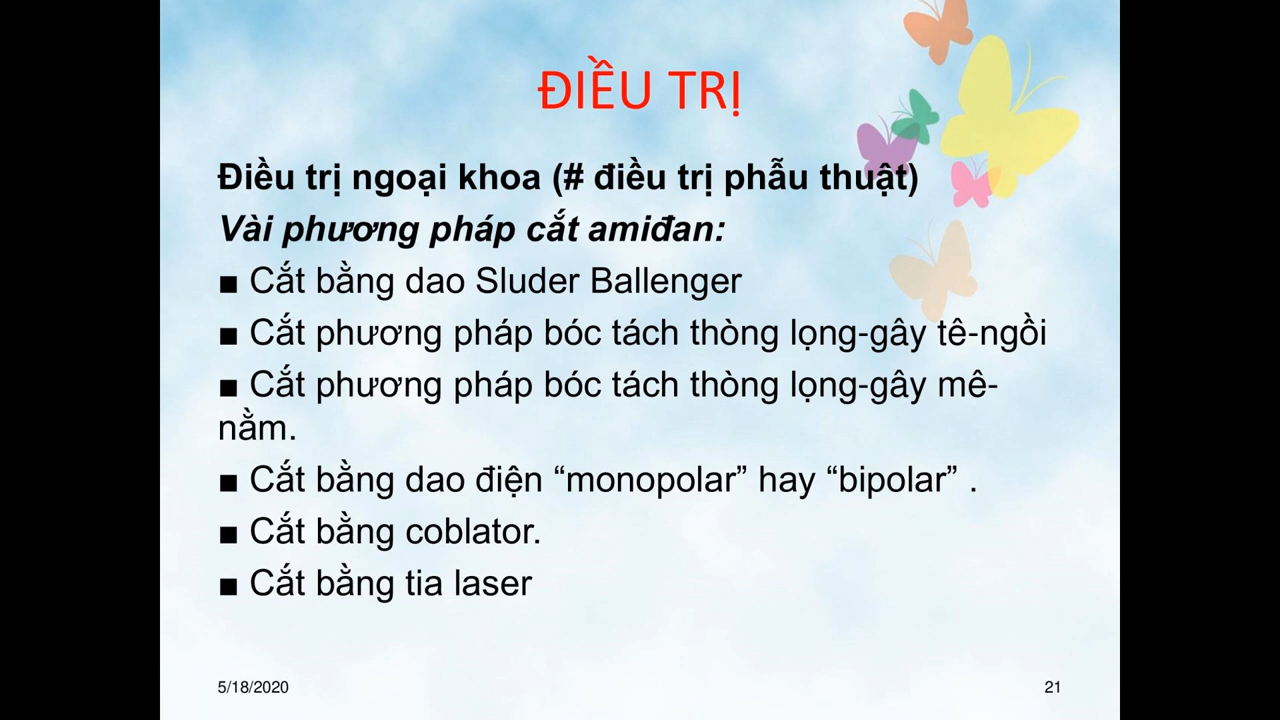 ĐIỀU TRỊ
Điều trị ngoại khoa (# điều trị phẫu thuật)
Vài phương pháp cắt amiđan:
■ Cắt bằng dao Sluder Ballenger
■ Cắt phương pháp bóc tách thòng lọng-gây tê-ngồi
■ Cắt phương pháp bóc tách thòng lọng-gây mê-
nằm.
■ Cắt bằng dao điện “monopolar” hay “bipolar” .
■ Cắt bằng coblator.
■ Cắt bằng tia laser
5/18/2020
21